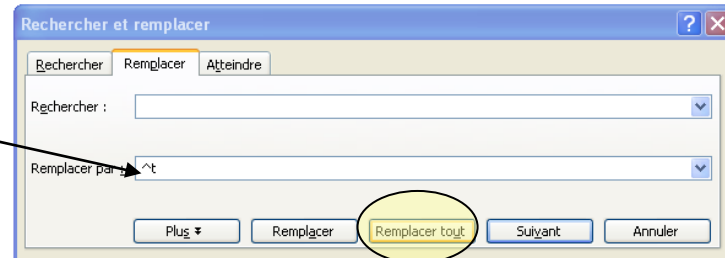 Rechercher et remplacer
Rechercher Remplacer Atteindre
Rechercher :
Remplacer par : ^t
Plus Remplacer Remplacer tout Suivant Annuler